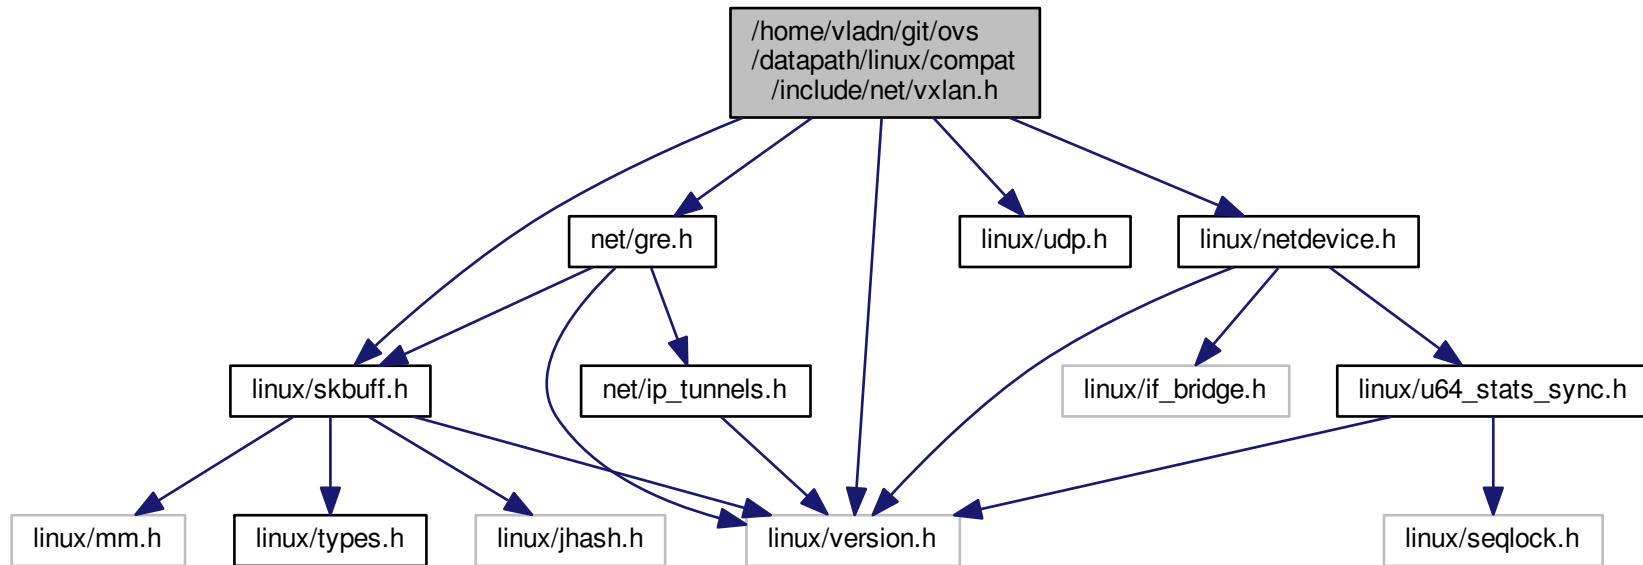 /home/vladn/git/ovs
/datapath/linux/compat
/include/net/vxlan.h
net/gre.h
linux/udp.h
linux/netdevice.h
linux/skbuff.h
net/ip_tunnels.h
linux/if_bridge.h
linux/u64_stats_sync.h
linux/mm.h
linux/types.h
linux/jhash.h
linux/version.h
linux/seqlock.h